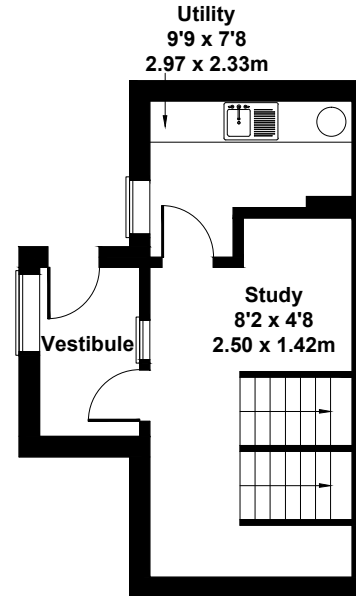 Utility
9'9 x 7'8
2.97 x 2.33m
Study
8'2 x 4'8
2.50 x 1.42m
Vestibule